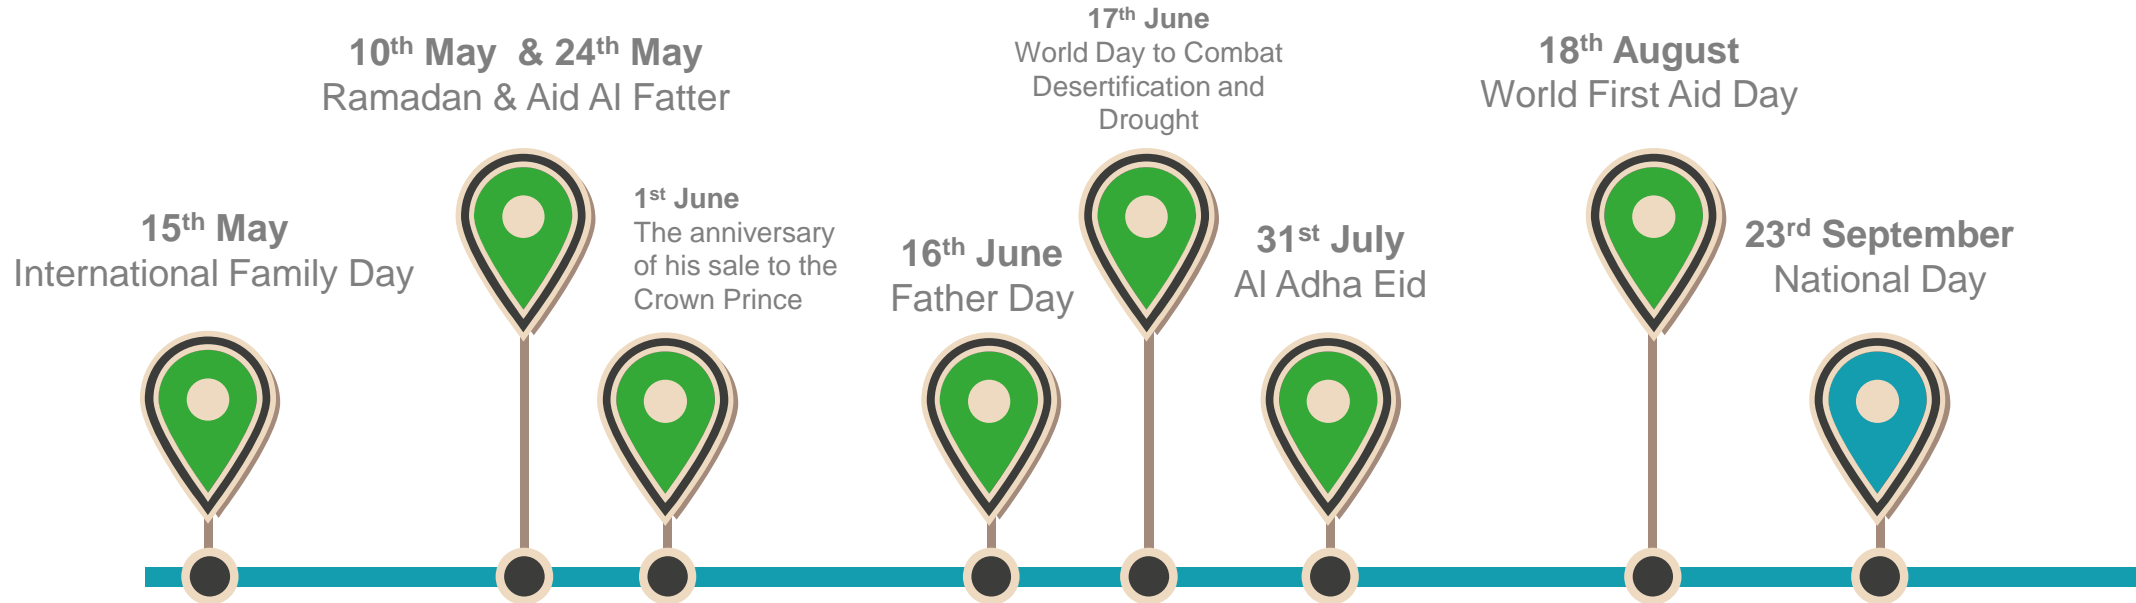 15th May
International Family Day
10th May & 24th May
Ramadan & Aid Al Fatter
1st June
The anniversary
of his sale to the
Crown Prince
16th June
Father Day
17th June
World Day to Combat
Desertification and
Drought
31st July
Al Adha Eid
18th August
World First Aid Day
23rd September
National Day